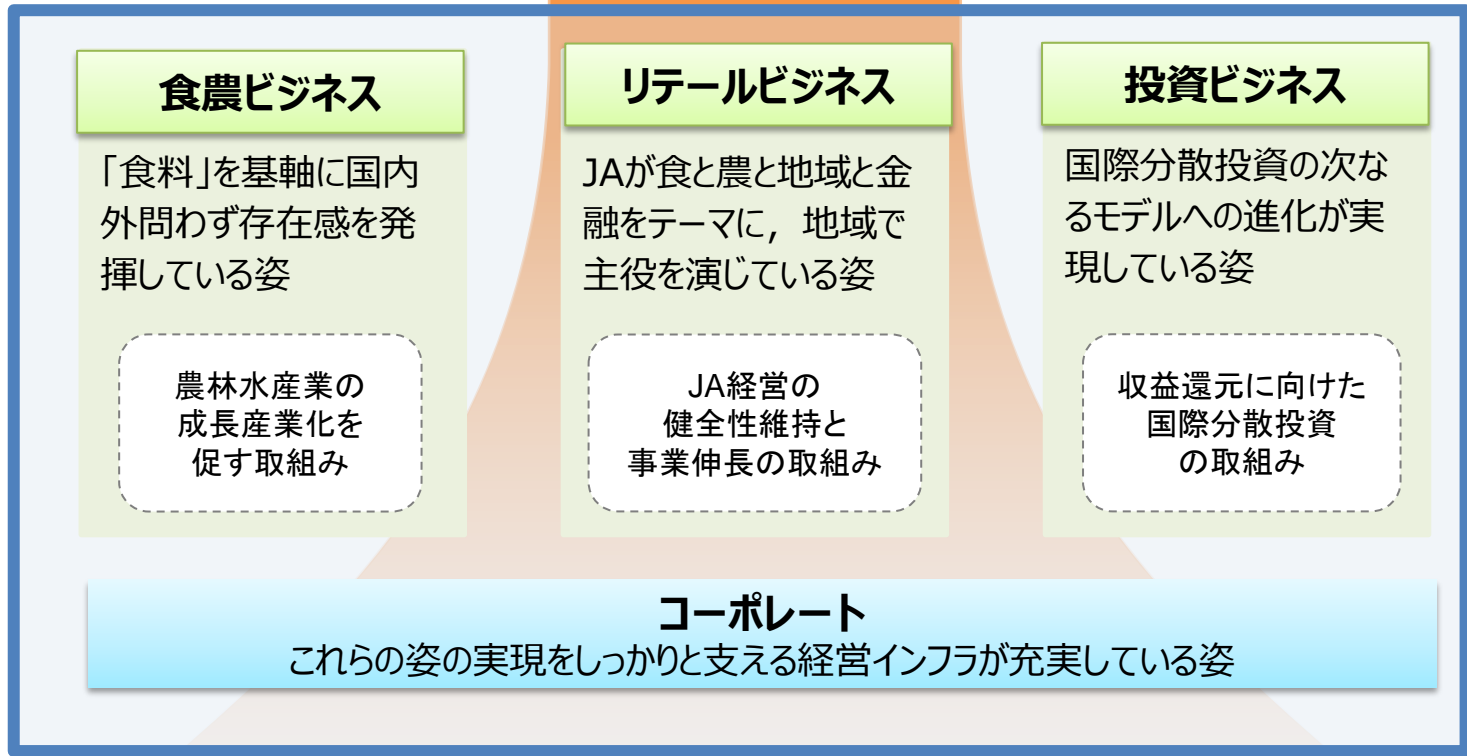 食農ビジネス
「食料」を基軸に国内
外問わず存在感を発
揮している姿
農林水産業の
成長産業化を
促す取組み
リテールビジネス
JAが食と農と地域と金
融をテーマに，地域で
主役を演じている姿
JA経営の
健全性維持と
事業伸長の取組み
投資ビジネス
国際分散投資の次な
るモデルへの進化が実
現している姿
収益還元に向けた
国際分散投資
の取組み
コーポレート
これらの姿の実現をしっかりと支える経営インフラが充実している姿